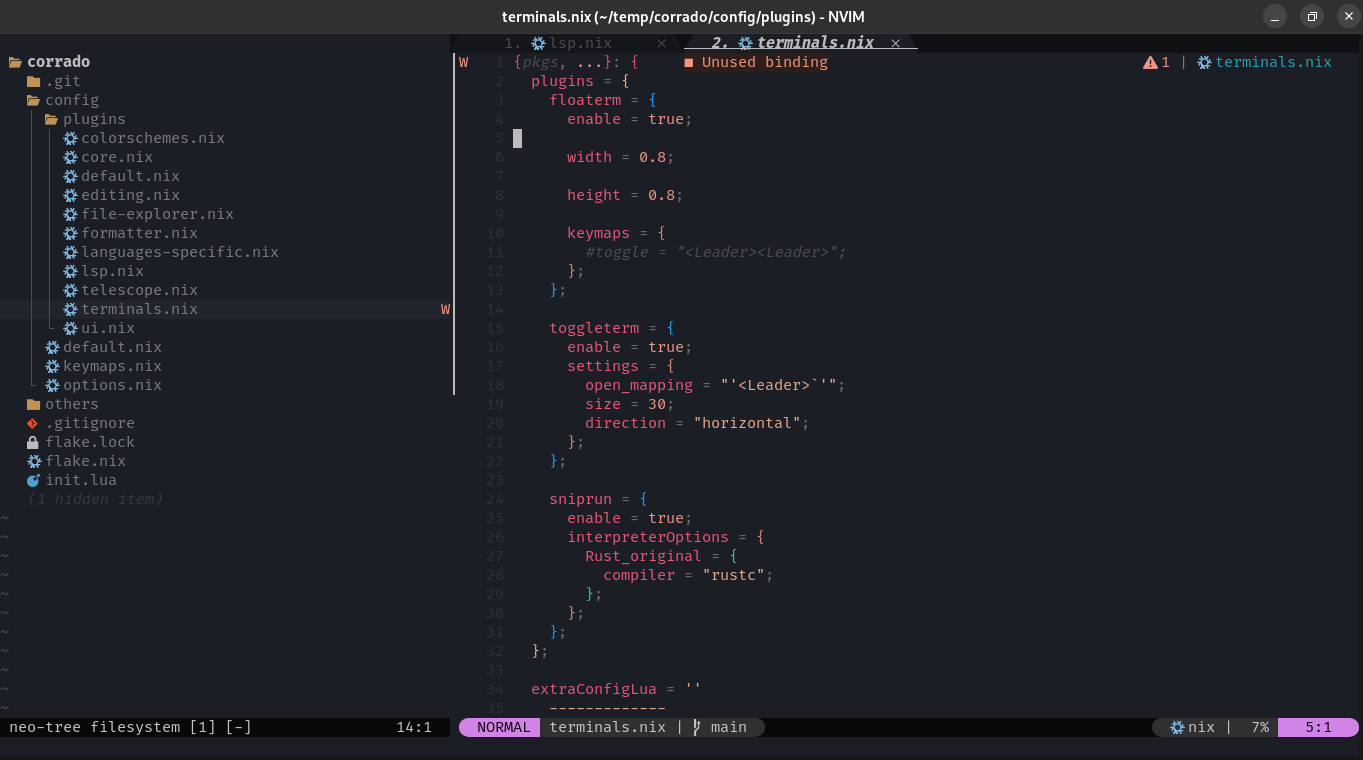 terminals.nix (~/temp/corrado/config/plugins) - NVIM
1. lsp.nix × 2. terminals.nix ×
corrado
.git
config
plugins
colorschemes.nix
core.nix
default.nix
editing.nix
file-explorer.nix
formatter.nix
languages-specific.nix
lsp.nix
telescope.nix
terminals.nix W
ui.nix
default.nix
keymaps.nix
options.nix
others
.gitignore
flake.lock
flake.nix
init.lua
(1 hidden item)
~
~
~
~
~
~
~
~
~
~
~
W 1 {pkgs, ...}: { ■ Unused binding 1 | terminals.nix
2 plugins = {
3 floaterm = {
4 enable = true;
5
6 width = 0.8;
7
8 height = 0.8;
9
10 keymaps = {
11 #toggle = "<Leader><Leader>";
12 };
13 };
14
15 toggleterm = {
16 enable = true;
17 settings = {
18 open_mapping = "'<Leader>`'";
19 size = 30;
20 direction = "horizontal";
21 };
22 };
23
24 sniprun = {
25 enable = true;
26 interpreterOptions = {
27 Rust_original = {
28 compiler = "rustc";
29 };
30 };
31 };
32 };
33
34 extraConfigLua = ''
35 -------------
neo-tree filesystem [1] [-] 14:1
NORMAL terminals.nix | main nix | 7% 5:1